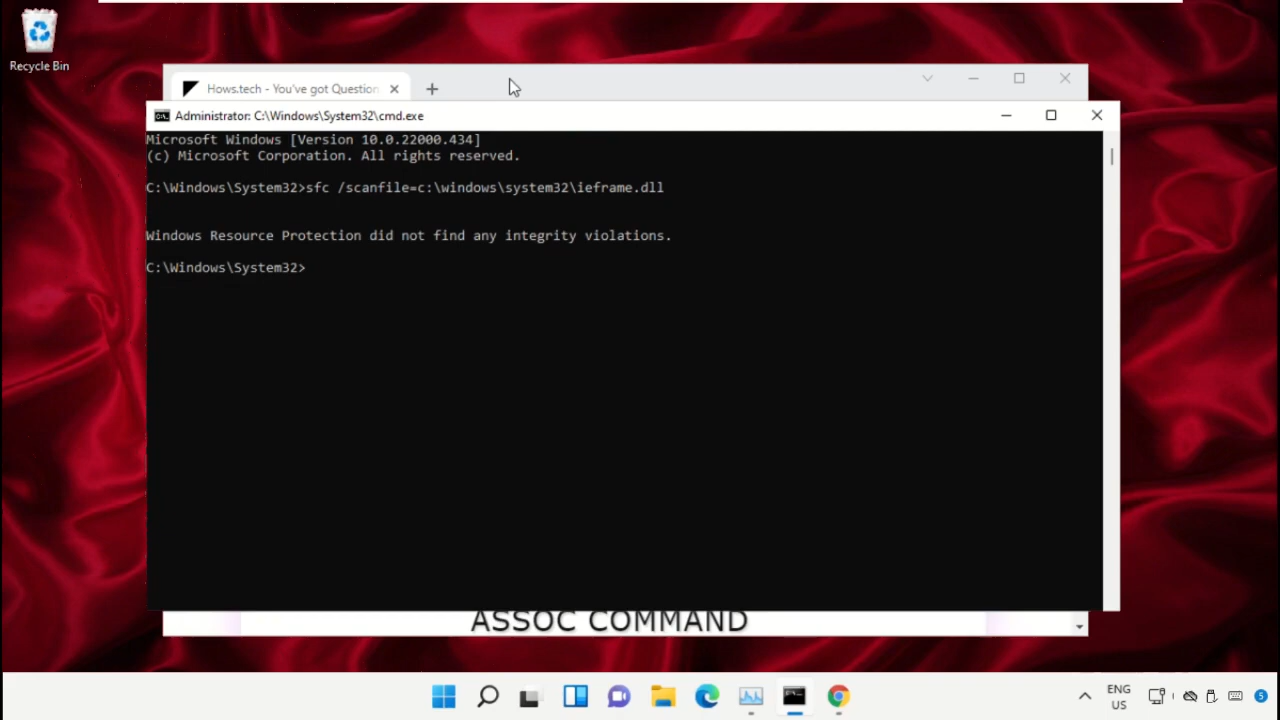 Recycle Bin
Hows.tech - You've got Question
Administrator: C:\Windows\System32\cmd.exe
Microsoft Windows [Version 10.0.22000.434]
(c) Microsoft Corporation. All rights reserved.
C:\Windows\System32>sfc /scanfile=c:\windows\system32\ieframe.dll
Windows Resource Protection did not find any integrity violations.
C:\Windows\System32>
ASSOC COMMAND
ENG
US
5